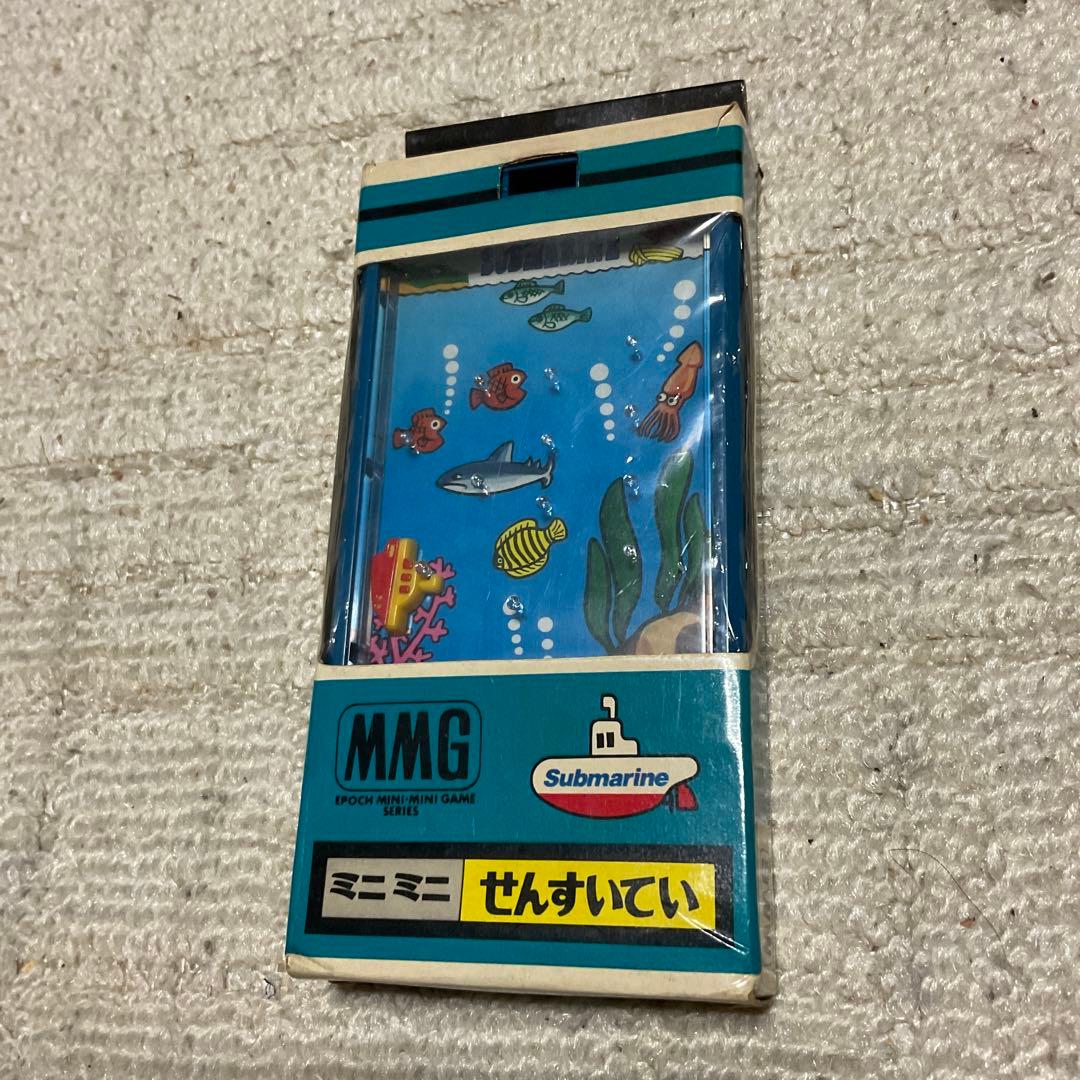 SUBMARINE
MMG
EPOCH MINI-MINI GAME
SERIES
Submarine
ミニミニ せんすいてい